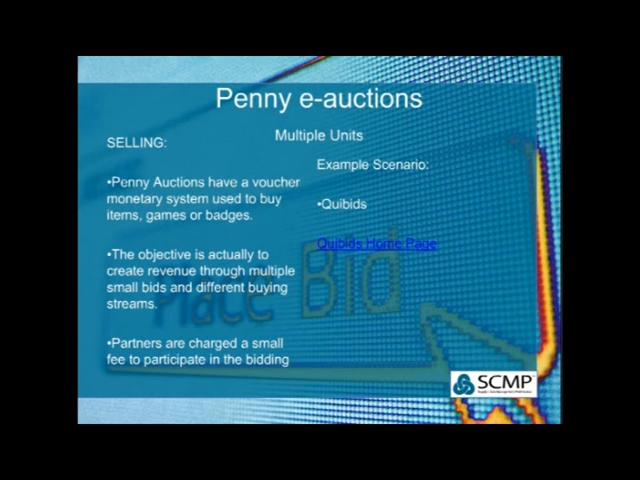 Penny e-auctions
Multiple Units
SELLING:
•Penny Auctions have a voucher
monetary system used to buy
items, games or badges.
•The objective is actually to
create revenue through multiple
small bids and different buying
streams.
•Partners are charged a small
fee to participate in the bidding
Example Scenario:
•Quibids
Quibids Home Page
Place Bid
SCMP